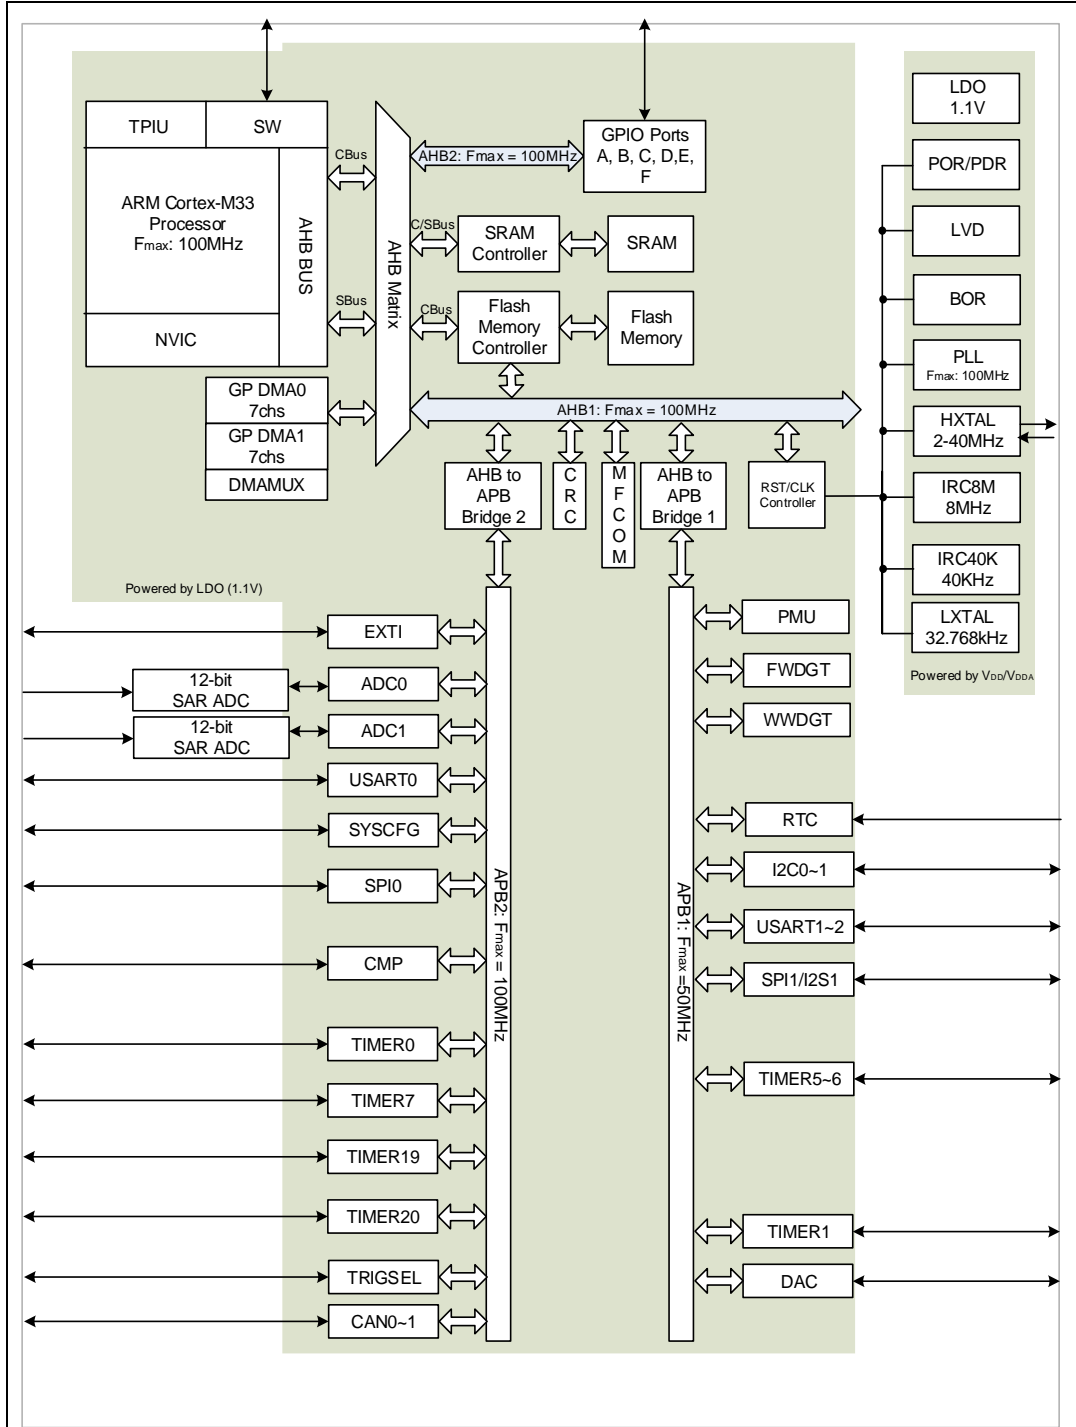 TPIU
SW
ARM Cortex-M33
Processor
Fmax: 100MHz
NVIC
AHB BUS
CBus
SBus
GP DMA0
7chs
GP DMA1
7chs
DMAMUX
AHB Matrix
AHB2: Fmax = 100MHz
GPIO Ports
A, B, C, D,E,
F
C/SBus
SRAM
Controller
SRAM
CBus
Flash
Memory
Controller
Flash
Memory
AHB1: Fmax = 100MHz
AHB to
APB
Bridge 2
C
R
C
M
F
C
O
M
AHB to
APB
Bridge 1
RST/CLK
Controller
LDO
1.1V
POR/PDR
LVD
BOR
PLL
Fmax: 100MHz
HXTAL
2-40MHz
IRC8M
8MHz
IRC40K
40KHz
LXTAL
32.768kHz
Powered by VDD/VDDA
Powered by LDO (1.1V)
EXTI
12-bit
SAR ADC
ADC0
12-bit
SAR ADC
ADC1
USART0
SYSCFG
SPI0
CMP
TIMER0
TIMER7
TIMER19
TIMER20
TRIGSEL
CAN0~1
APB2: Fmax = 100MHz
APB1: Fmax =50MHz
PMU
FWDGT
WWDGT
RTC
I2C0~1
USART1~2
SPI1/I2S1
TIMER5~6
TIMER1
DAC